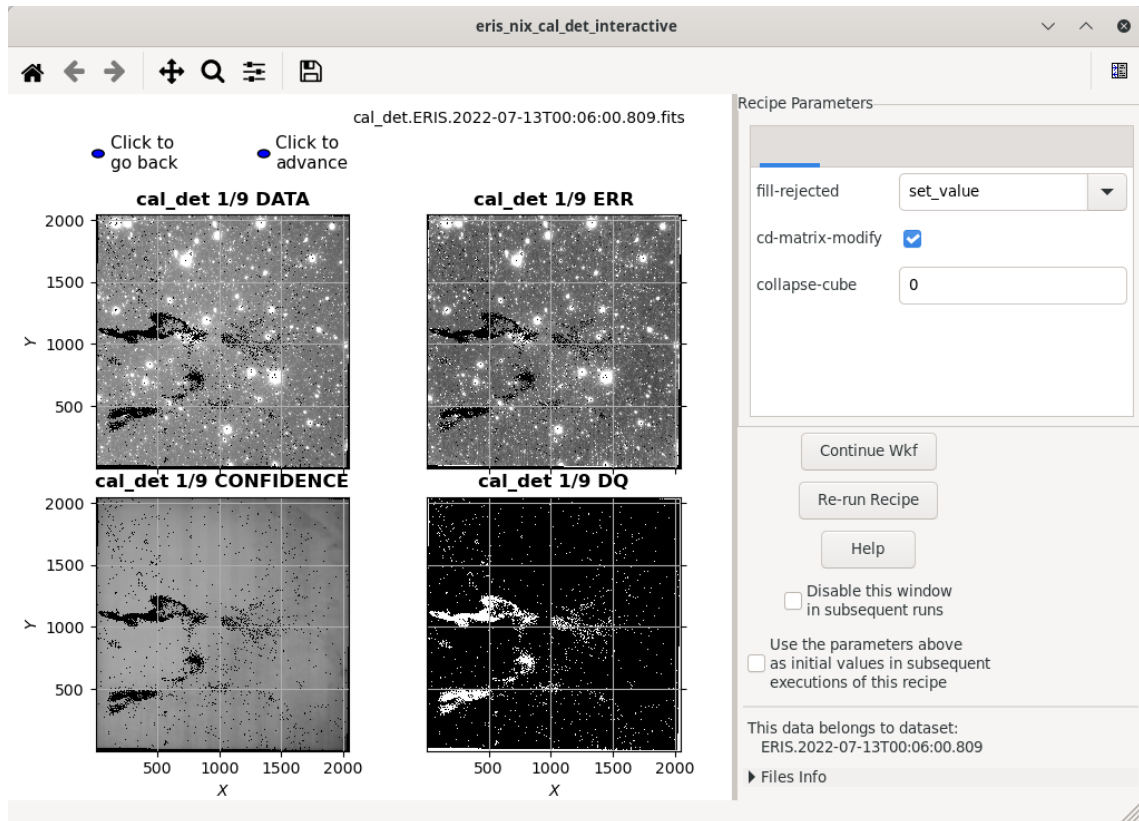 eris_nix_cal_det_interactive
cal_det.ERIS.2022-07-13T00:06:00.809.fits
Click to
go back
Click to
advance
cal_det 1/9 DATA
cal_det 1/9 ERR
2000
1500
1000
500
Y
cal_det 1/9 CONFIDENCE
cal_det 1/9 DQ
2000
1500
1000
500
Y
500 1000 1500 2000
X
500 1000 1500 2000
X
Recipe Parameters
fill-rejected set_value
cd-matrix-modify
collapse-cube 0
Continue Wkf
Re-run Recipe
Help
Disable this window
in subsequent runs
Use the parameters above
as initial values in subsequent
executions of this recipe
This data belongs to dataset:
ERIS.2022-07-13T00:06:00.809
Files Info